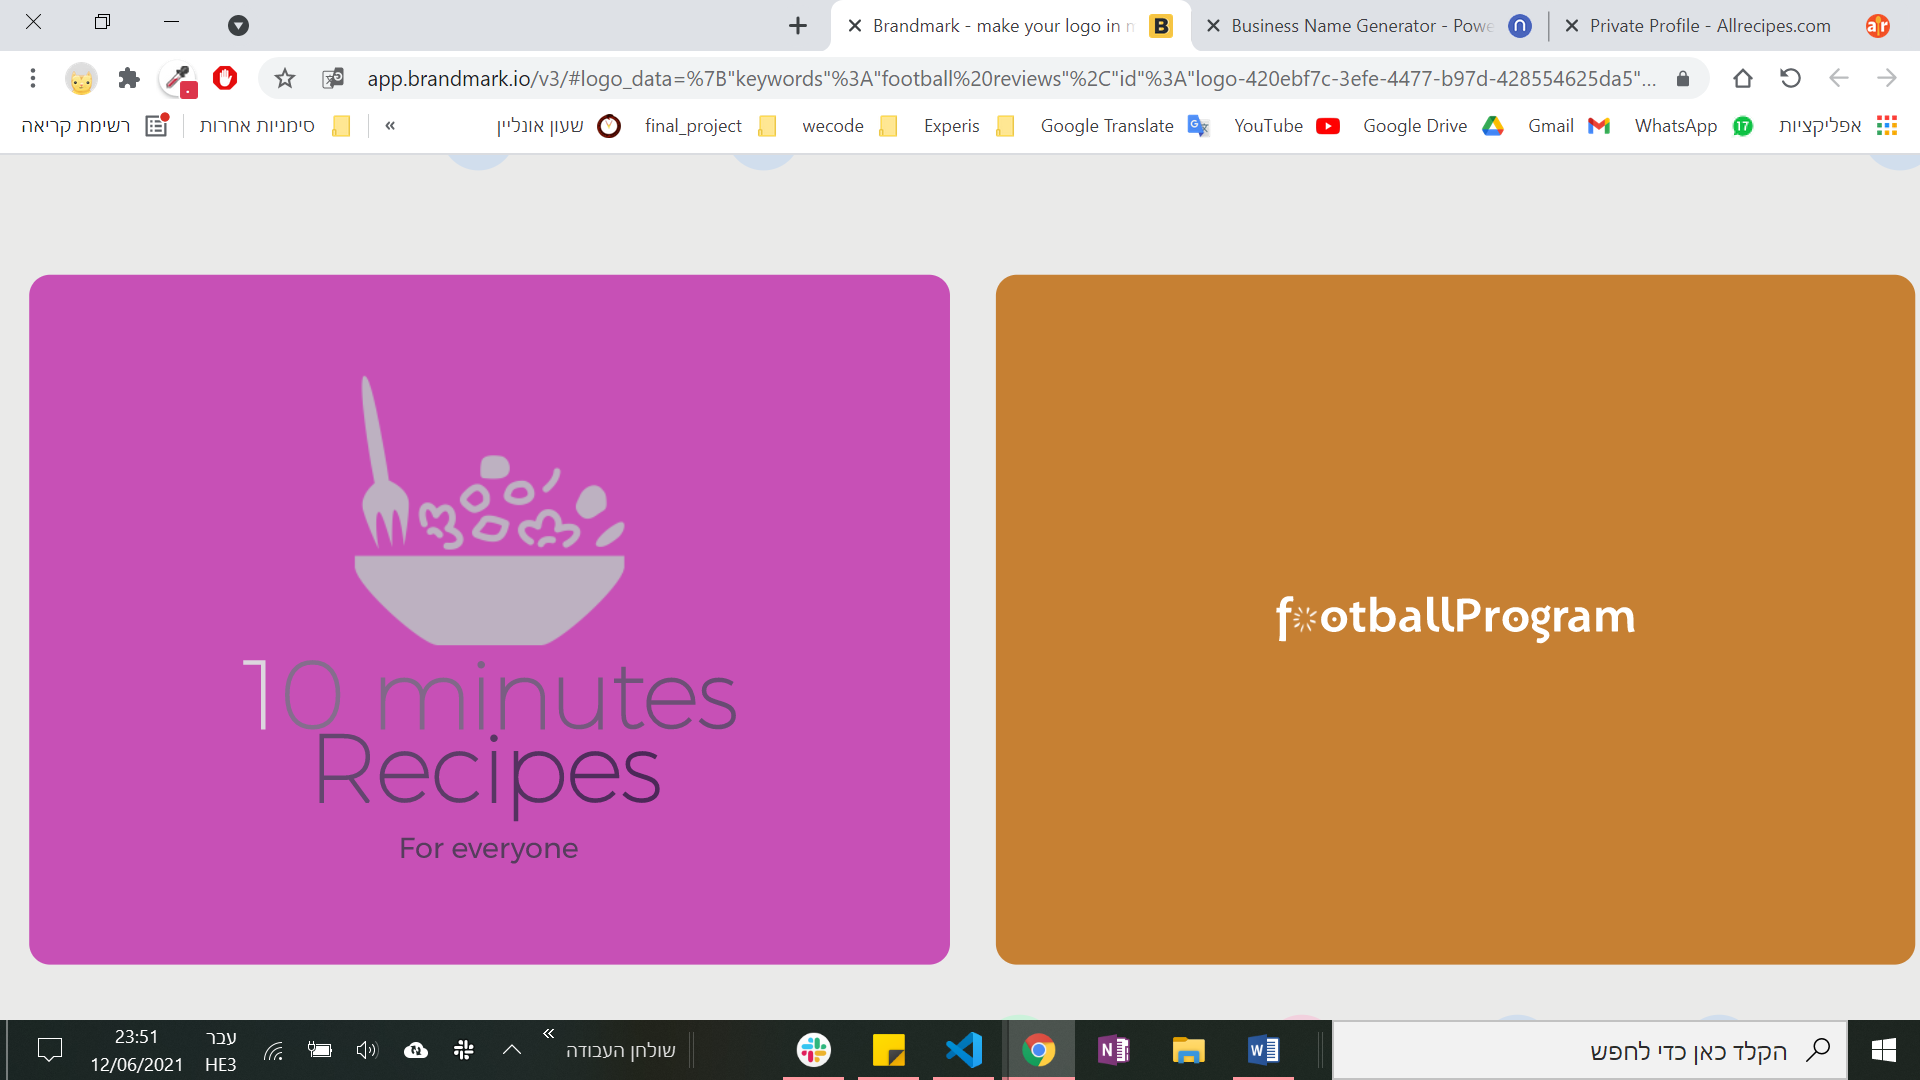 Brandmark - make your logo in m
Business Name Generator - Powe
Private Profile - Allrecipes.com
app.brandmark.io/v3/#logo_data=%7B"keywords"%3A"football%20reviews"%2C"id"%3A"logo-420ebf7c-3efe-4477-b97d-428554625da5"...
אפליקציות
17
WhatsApp
Gmail
Google Drive
YouTube
Google Translate
Experis
wecode
final_project
שעון אונליין
»
סימניות אחרות
רשימת קריאה
10 minutes
Recipes
For everyone
footballProgram
הקלד כאן כדי לחפש
שולחן העבודה
»
עבר
HE3
23:51
12/06/2021